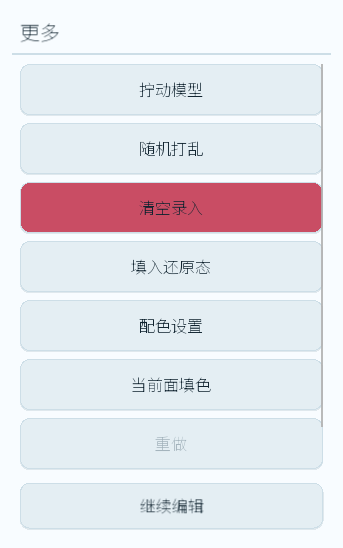 更多
拧动模型
随机打乱
清空录入
填入还原态
配色设置
当前面填色
重做
继续编辑